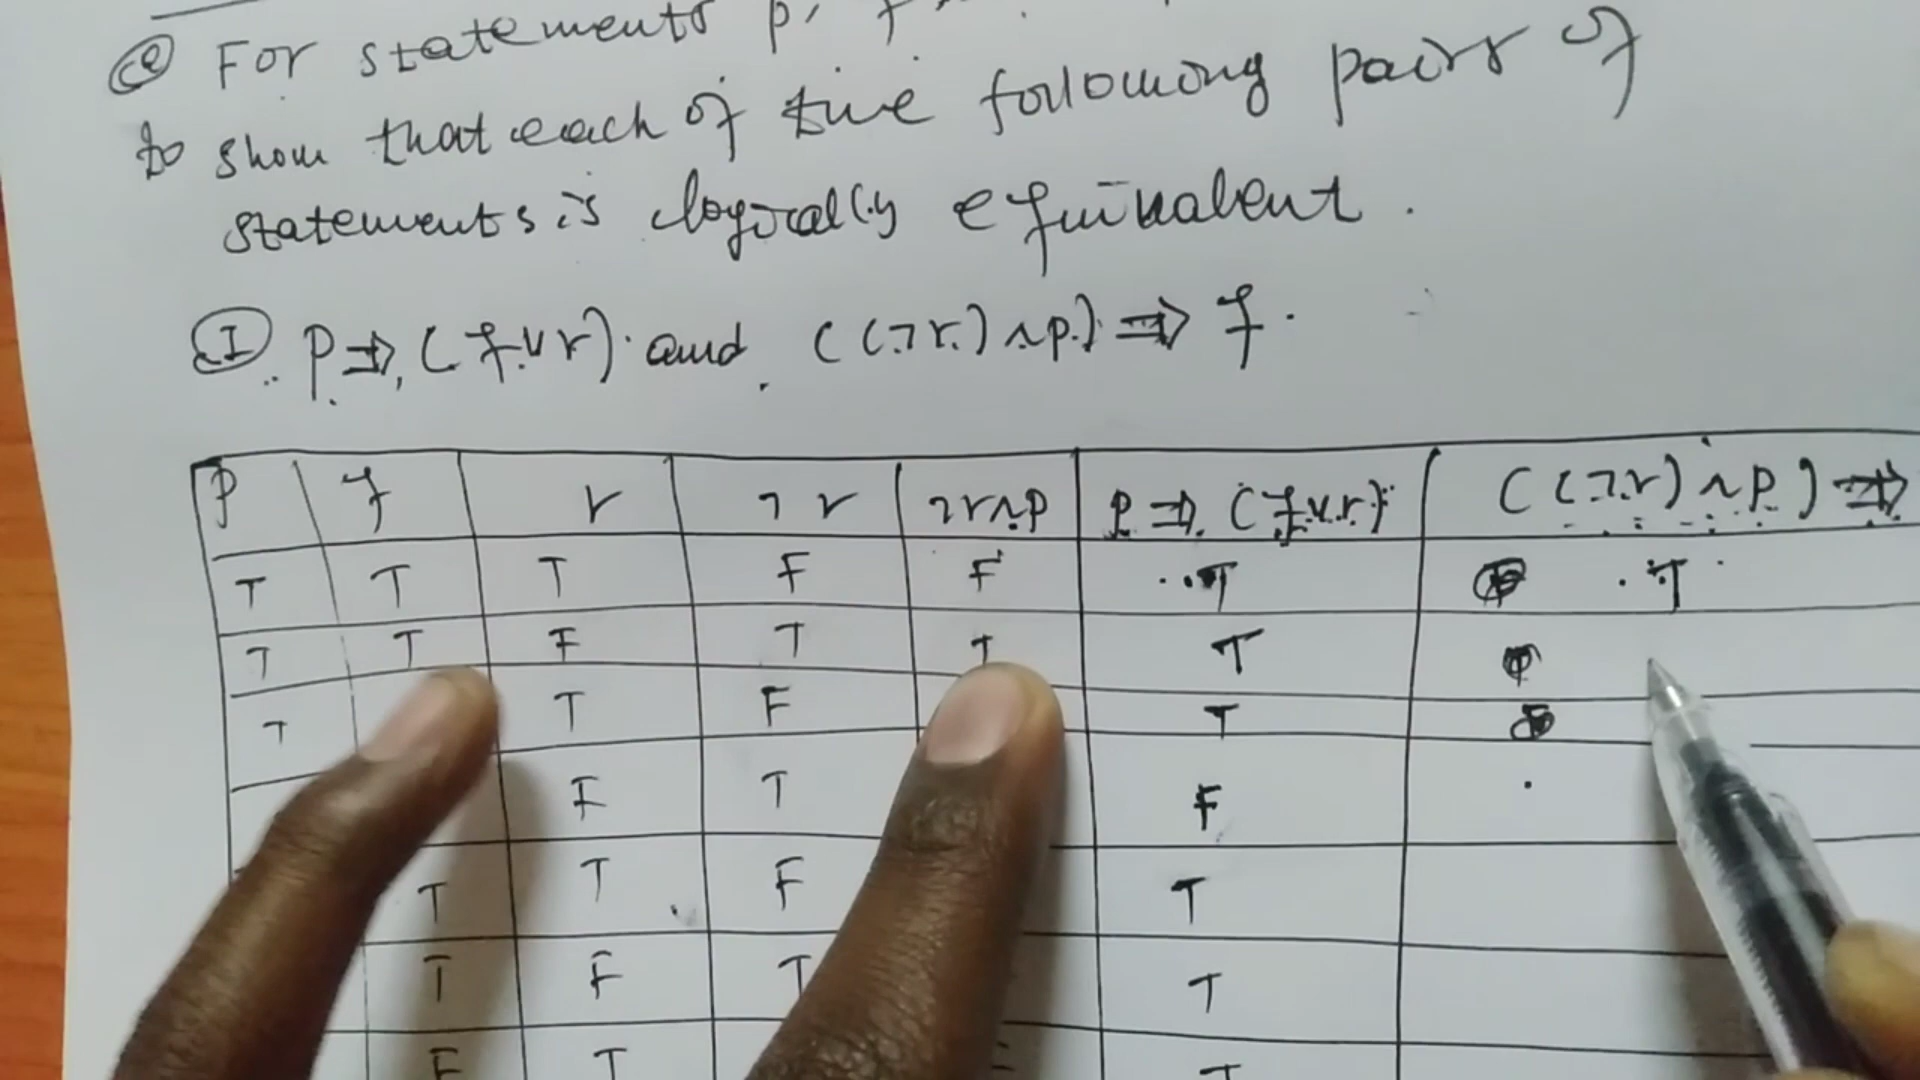 (e) For statements p,
to show that each of the following pairs of
statements is logically equivalent.
(I) p ⇒ (q ∨ r) and ((¬r) ∧ p) ⇒ q.
p q r ¬r ¬r∧p p ⇒ (q∨r) ((¬r) ∧ p) ⇒
T T T F F T T
T T F T T T
T T F T
F T F
T T F T
T F T T
F T T